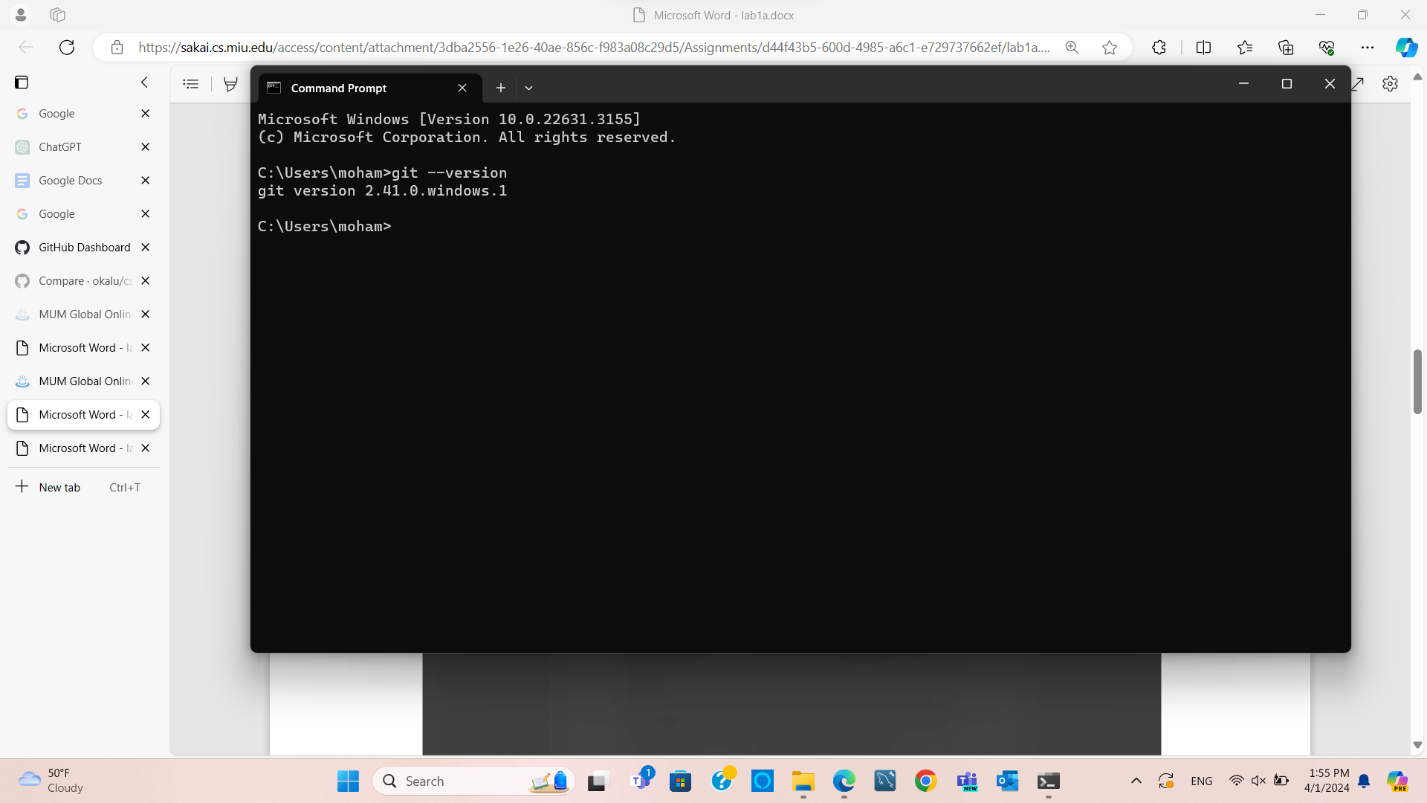 Microsoft Word - lab1a.docx
https://sakai.cs.miu.edu/access/content/attachment/3dba2556-1e26-40ae-856c-f983a08c29d5/Assignments/d44f43b5-600d-4985-a6c1-e729737662ef/lab1a....
Google
ChatGPT
Google Docs
Google
GitHub Dashboard
Compare · okalu/cs
MUM Global Onlin
Microsoft Word - la
MUM Global Onlin
Microsoft Word - la
Microsoft Word - la
New tab Ctrl+T
Command Prompt
Microsoft Windows [Version 10.0.22631.3155]
(c) Microsoft Corporation. All rights reserved.
C:\Users\moham>git --version
git version 2.41.0.windows.1
C:\Users\moham>
50°F
Cloudy
Search
1
NEW
ENG
1:55 PM
4/1/2024
PRE